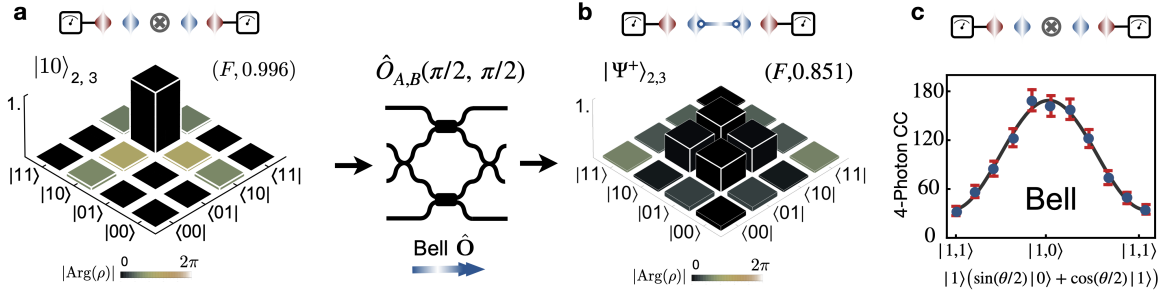 a
|10⟩2, 3
(F, 0.996)
1.
|11⟩
|10⟩
|01⟩
|00⟩
⟨11|
⟨10|
⟨01|
⟨00|
|Arg(ρ)|
0
2π
ÔA,B(π/2, π/2)
Bell Ô
b
|Ψ+⟩2,3
(F,0.851)
1.
|11⟩
|10⟩
|01⟩
|00⟩
⟨11|
⟨10|
⟨01|
⟨00|
|Arg(ρ)|
0
2π
c
4-Photon CC
180
120
60
0
Bell
|1,1⟩
|1,0⟩
|1,1⟩
|1⟩(sin(θ/2)|0⟩ + cos(θ/2)|1⟩)